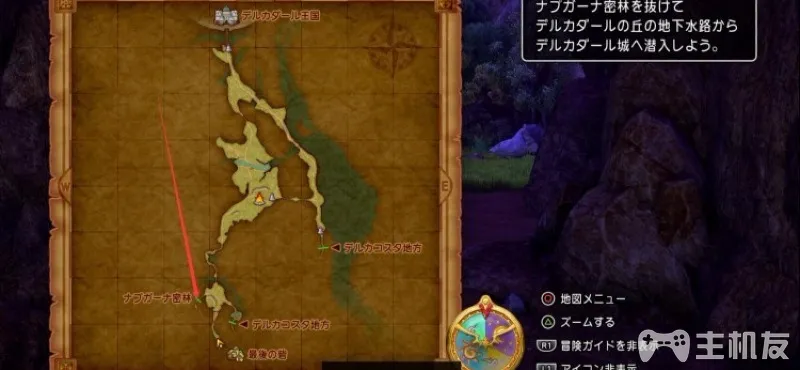 デルカダール王国
W
E
デルカコスタ地方
ナプガーナ密林
デルカコスタ地方
最後の砦
ナプガーナ密林を抜けて
デルカダールの丘の地下水路から
デルカダール城へ潜入しよう。
地図メニュー
ズームする
R1 冒険ガイドを非表示
L1 アイコン非表示
主机友